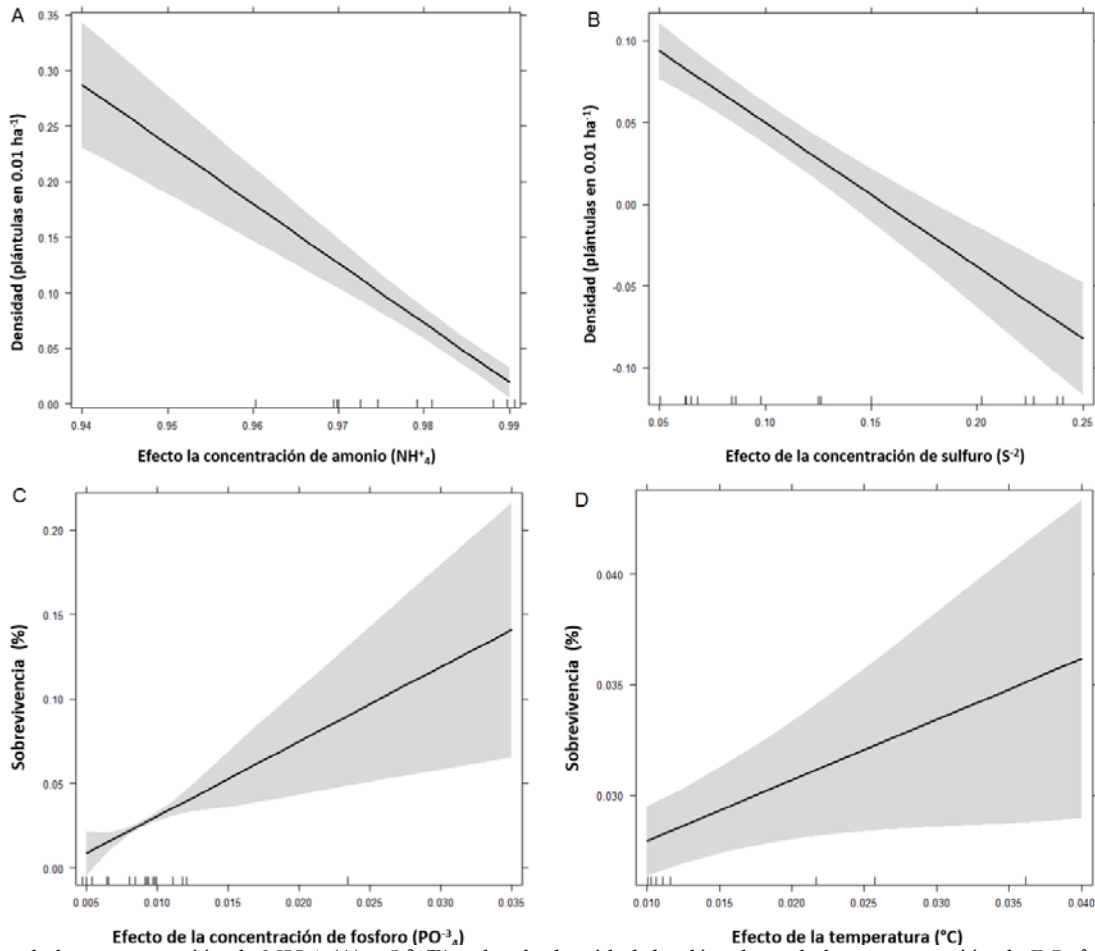 A
0.35
0.30
0.25
0.20
0.15
0.10
0.05
0.00
Densidad (plántulas en 0.01 ha⁻¹)
0.94 0.95 0.96 0.97 0.98 0.99
Efecto la concentración de amonio (NH⁺₄)
B
0.10
0.05
0.00
-0.05
-0.10
Densidad (plántulas en 0.01 ha⁻¹)
0.05 0.10 0.15 0.20 0.25
Efecto de la concentración de sulfuro (S⁻²)
C
0.20
0.15
0.10
0.05
0.00
Sobrevivencia (%)
0.005 0.010 0.015 0.020 0.025 0.030 0.035
Efecto de la concentración de fosforo (PO⁻³₄)
D
0.040
0.035
0.030
Sobrevivencia (%)
0.010 0.015 0.020 0.025 0.030 0.035 0.040
Efecto de la temperatura (°C)